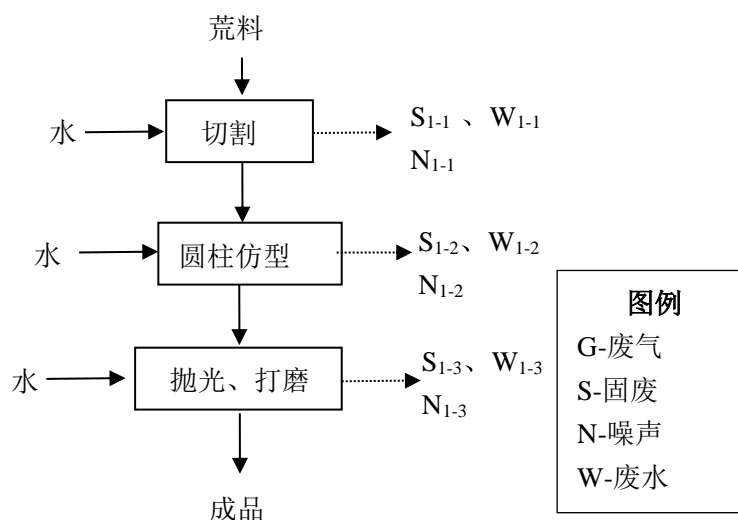 荒料
水
切割
S1-1 、W1-1
N1-1
水
圆柱仿型
S1-2、W1-2
N1-2
水
抛光、打磨
S1-3、W1-3
N1-3
成品
图例
G-废气
S-固废
N-噪声
W-废水